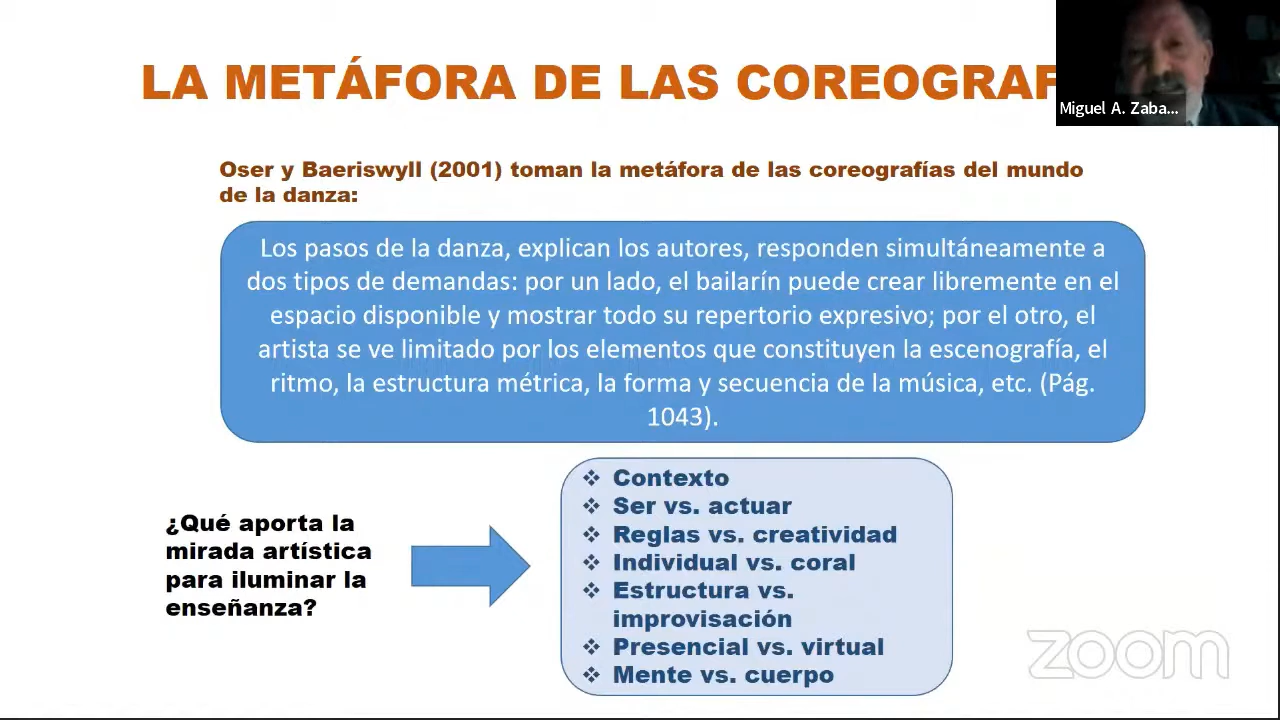 LA METÁFORA DE LAS COREOGRAF
Miguel A. Zaba...
Oser y Baeriswyll (2001) toman la metáfora de las coreografías del mundo
de la danza:
Los pasos de la danza, explican los autores, responden simultáneamente a
dos tipos de demandas: por un lado, el bailarín puede crear libremente en el
espacio disponible y mostrar todo su repertorio expresivo; por el otro, el
artista se ve limitado por los elementos que constituyen la escenografía, el
ritmo, la estructura métrica, la forma y secuencia de la música, etc. (Pág.
1043).
¿Qué aporta la
mirada artística
para iluminar la
enseñanza?
❖ Contexto
❖ Ser vs. actuar
❖ Reglas vs. creatividad
❖ Individual vs. coral
❖ Estructura vs.
improvisación
❖ Presencial vs. virtual
❖ Mente vs. cuerpo
zoom